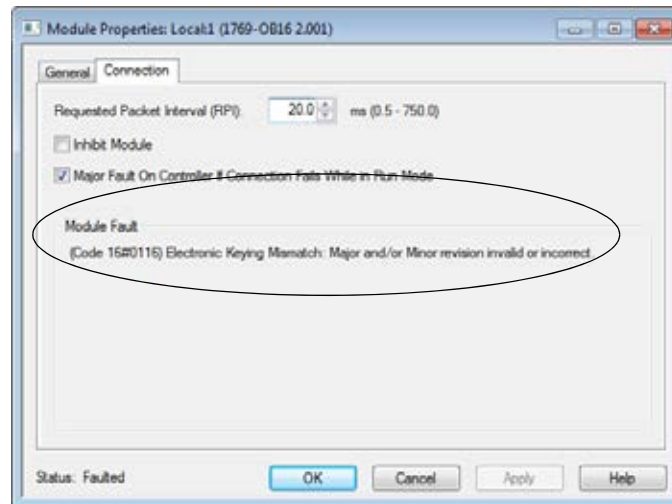 Module Properties: Local:1 (1769-OB16 2.001)
General Connection
Requested Packet Interval (RPI): 20.0 ms (0.5 - 750.0)
Inhibit Module
Major Fault On Controller If Connection Fails While in Run Mode
Module Fault
(Code 16#0116) Electronic Keying Mismatch: Major and/or Minor revision invalid or incorrect.
Status: Faulted OK Cancel Apply Help